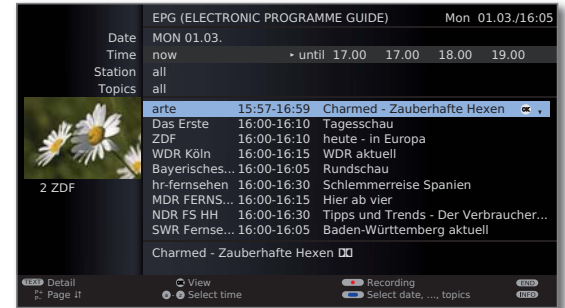 EPG (ELECTRONIC PROGRAMME GUIDE) Mon 01.03./16:05
Date MON 01.03.
Time now ▸ until 17.00 17.00 18.00 19.00
Station all
Topics all
arte 15:57-16:59 Charmed - Zauberhafte Hexen OK
Das Erste 16:00-16:10 Tagesschau
ZDF 16:00-16:10 heute - in Europa
WDR Köln 16:00-16:15 WDR aktuell
Bayerisches... 16:00-16:05 Rundschau
hr-fernsehen 16:00-16:30 Schlemmerreise Spanien
MDR FERNS... 16:00-16:15 Hier ab vier
NDR FS HH 16:00-16:30 Tipps und Trends - Der Verbraucher...
SWR Fernse... 16:00-16:05 Baden-Württemberg aktuell
2 ZDF
Charmed - Zauberhafte Hexen
TEXT Detail OK View Recording END
P+ P- Page Select time Select date, ..., topics INFO